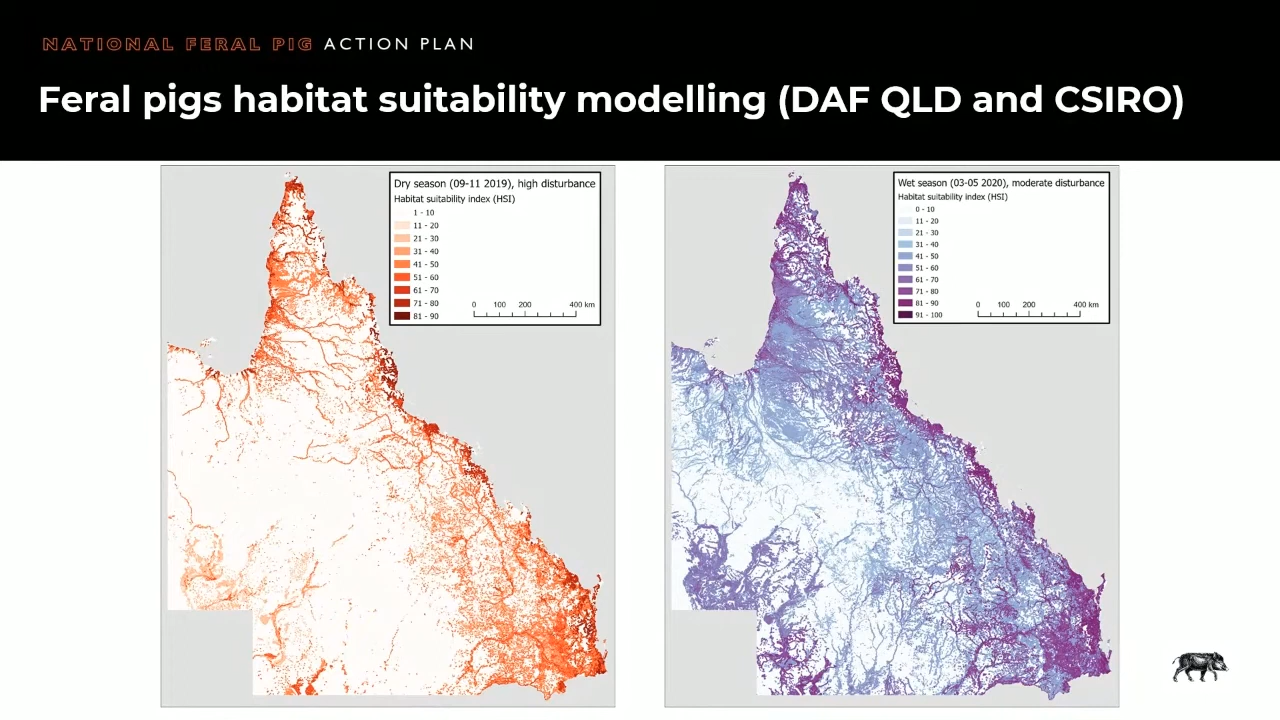 NATIONAL FERAL PIG ACTION PLAN
Feral pigs habitat suitability modelling (DAF QLD and CSIRO)
Dry season (09-11 2019), high disturbance
Habitat suitability index (HSI)
1 - 10
11 - 20
21 - 30
31 - 40
41 - 50
51 - 60
61 - 70
71 - 80
81 - 90
0 100 200 400 km
Wet season (03-05 2020), moderate disturbance
Habitat suitability index (HSI)
0 - 10
11 - 20
21 - 30
31 - 40
41 - 50
51 - 60
61 - 70
71 - 80
81 - 90
91 - 100
0 100 200 400 km